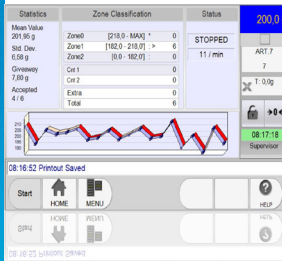 Statistics
Mean Value
201,95 g
Std. Dev.
6,58 g
Giveaway
7,80 g
Accepted
4 / 6
Zone Classification
Zone0 [218,0 - MAX] * 0
Zone1 [182,0 - 218,0] : > 6
Zone2 [0,0 - 182,0] : 0
Cnt 1 0
Cnt 2 0
Extra 0
Total 6
Status
STOPPED
11 / min
200,0
ART.7
7
T: 0,0g
→0←
08:17:18
Supervisor
08:16:52 Printout Saved
Start
HOME
MENU
HELP